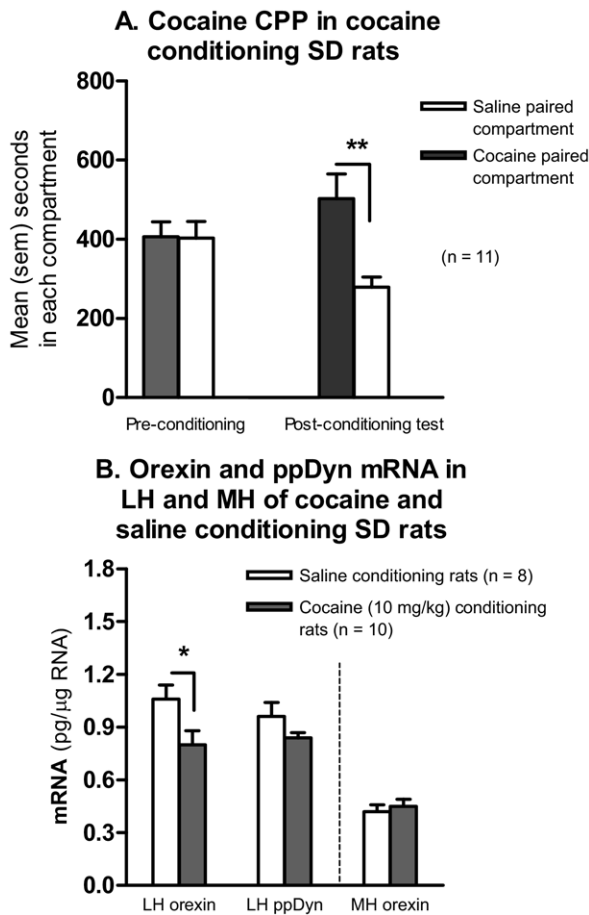 A. Cocaine CPP in cocaine
conditioning SD rats
Mean (sem) seconds
in each compartment
800
600
400
200
0
**
Saline paired
compartment
Cocaine paired
compartment
(n = 11)
Pre-conditioning
Post-conditioning test
B. Orexin and ppDyn mRNA in
LH and MH of cocaine and
saline conditioning SD rats
mRNA (pg/μg RNA)
1.8
1.5
1.2
0.9
0.6
0.3
0.0
Saline conditioning rats (n = 8)
Cocaine (10 mg/kg) conditioning
rats (n = 10)
*
LH orexin
LH ppDyn
MH orexin